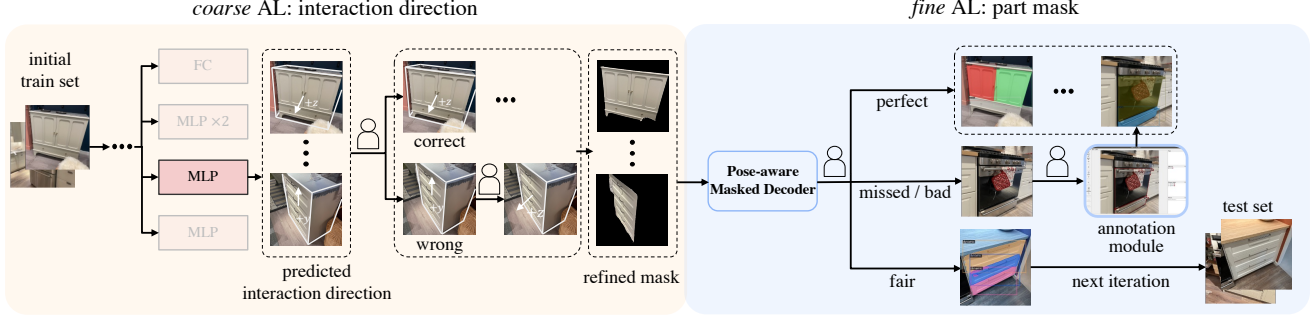 coarse AL: interaction direction
fine AL: part mask
initial
train set
FC
MLP ×2
MLP
MLP
predicted
interaction direction
+z
correct
wrong
+z
refined mask
Pose-aware
Masked Decoder
perfect
missed / bad
fair
annotation
module
next iteration
test set